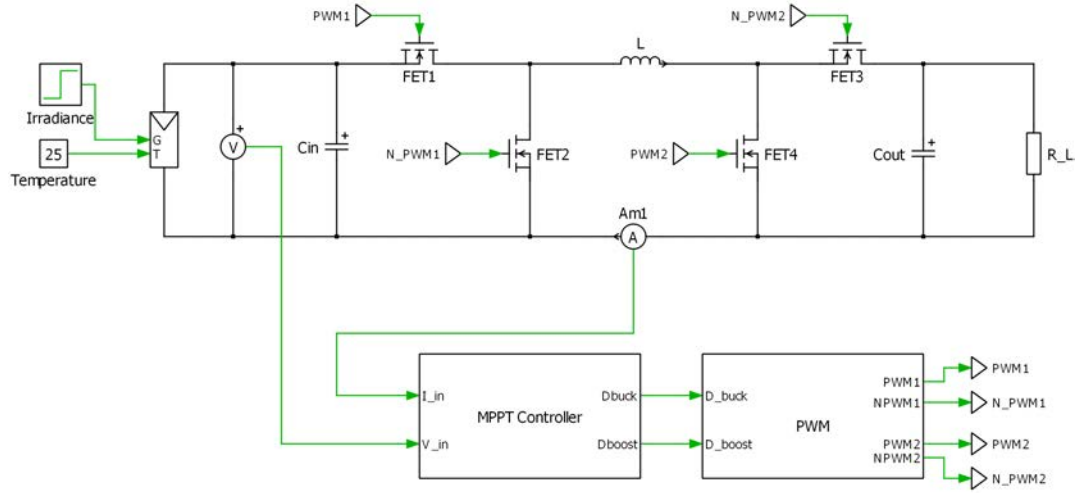 PWM1
N_PWM2
L
FET1
FET3
Irradiance
G
T
25
Temperature
+
V
Cin
+
N_PWM1
FET2
PWM2
FET4
Cout
+
R_L
Am1
A
I_in
V_in
MPPT Controller
Dbuck
Dboost
D_buck
D_boost
PWM
PWM1
NPWM1
PWM2
NPWM2
PWM1
N_PWM1
PWM2
N_PWM2